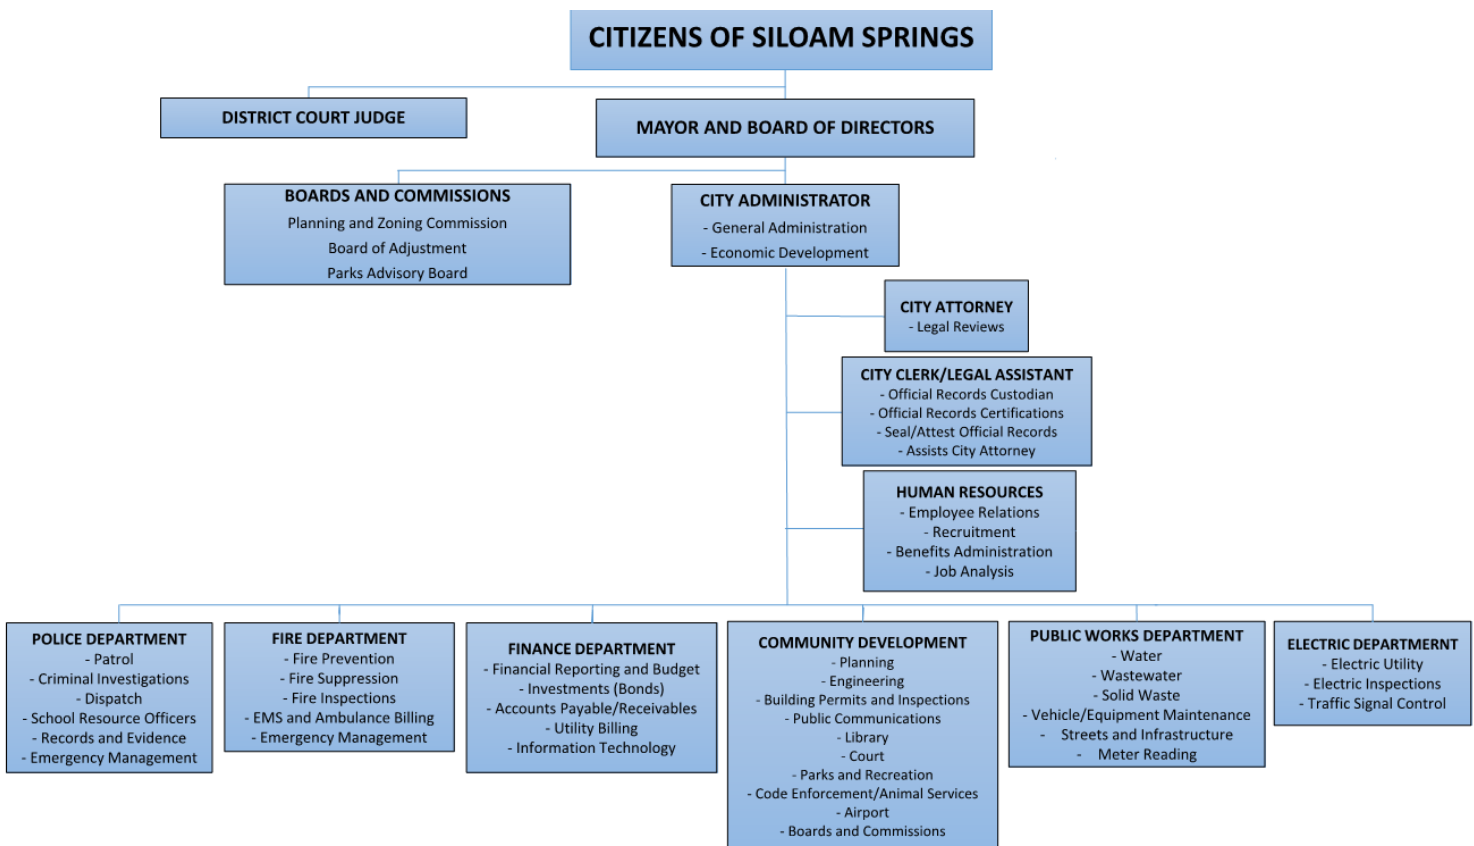 CITIZENS OF SILOAM SPRINGS
DISTRICT COURT JUDGE
MAYOR AND BOARD OF DIRECTORS
BOARDS AND COMMISSIONS
Planning and Zoning Commission
Board of Adjustment
Parks Advisory Board
CITY ADMINISTRATOR
- General Administration
- Economic Development
CITY ATTORNEY
- Legal Reviews
CITY CLERK/LEGAL ASSISTANT
- Official Records Custodian
- Official Records Certifications
- Seal/Attest Official Records
- Assists City Attorney
HUMAN RESOURCES
- Employee Relations
- Recruitment
- Benefits Administration
- Job Analysis
POLICE DEPARTMENT
- Patrol
- Criminal Investigations
- Dispatch
- School Resource Officers
- Records and Evidence
- Emergency Management
FIRE DEPARTMENT
- Fire Prevention
- Fire Suppression
- Fire Inspections
- EMS and Ambulance Billing
- Emergency Management
FINANCE DEPARTMENT
- Financial Reporting and Budget
- Investments (Bonds)
- Accounts Payable/Receivables
- Utility Billing
- Information Technology
COMMUNITY DEVELOPMENT
- Planning
- Engineering
- Building Permits and Inspections
- Public Communications
- Library
- Court
- Parks and Recreation
- Code Enforcement/Animal Services
- Airport
- Boards and Commissions
PUBLIC WORKS DEPARTMENT
- Water
- Wastewater
- Solid Waste
- Vehicle/Equipment Maintenance
- Streets and Infrastructure
- Meter Reading
ELECTRIC DEPARTMERNT
- Electric Utility
- Electric Inspections
- Traffic Signal Control